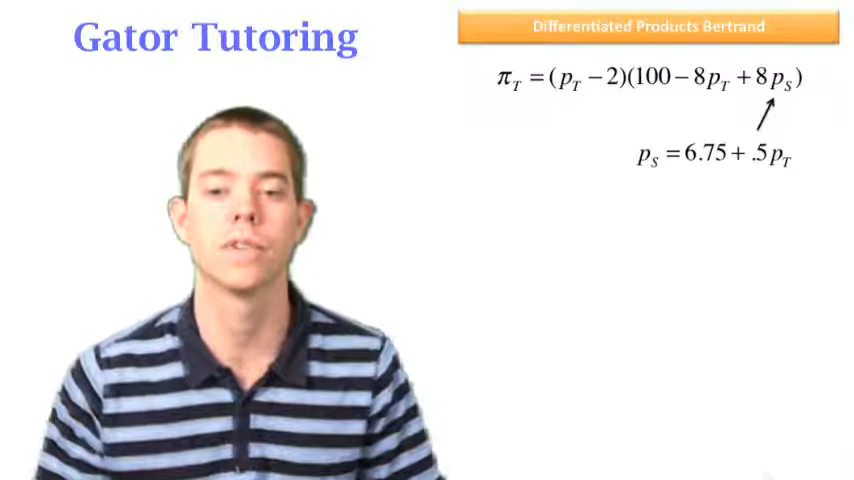 Gator Tutoring
Differentiated Products Bertrand
π_T = (p_T − 2)(100 − 8p_T + 8p_S)
p_S = 6.75 + .5p_T